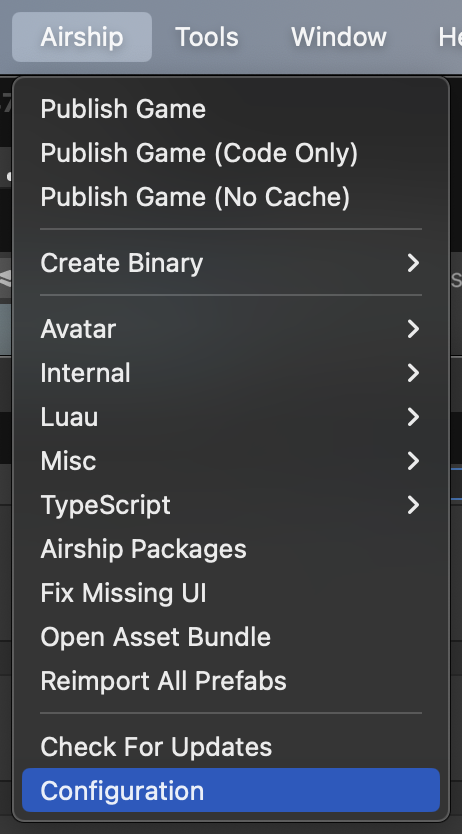 Airship Tools Window He
Publish Game
Publish Game (Code Only)
Publish Game (No Cache)
Create Binary
Avatar
Internal
Luau
Misc
TypeScript
Airship Packages
Fix Missing UI
Open Asset Bundle
Reimport All Prefabs
Check For Updates
Configuration